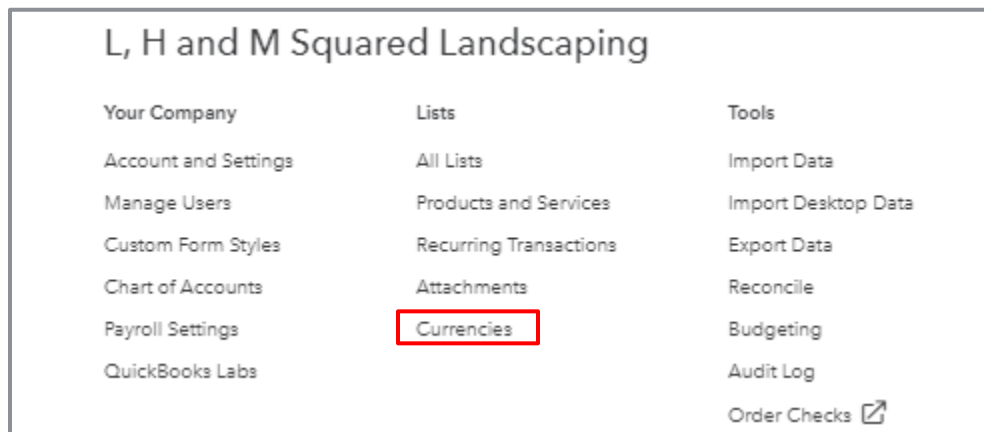 L, H and M Squared Landscaping
Your Company Lists Tools
Account and Settings All Lists Import Data
Manage Users Products and Services Import Desktop Data
Custom Form Styles Recurring Transactions Export Data
Chart of Accounts Attachments Reconcile
Payroll Settings Currencies Budgeting
QuickBooks Labs Audit Log
Order Checks